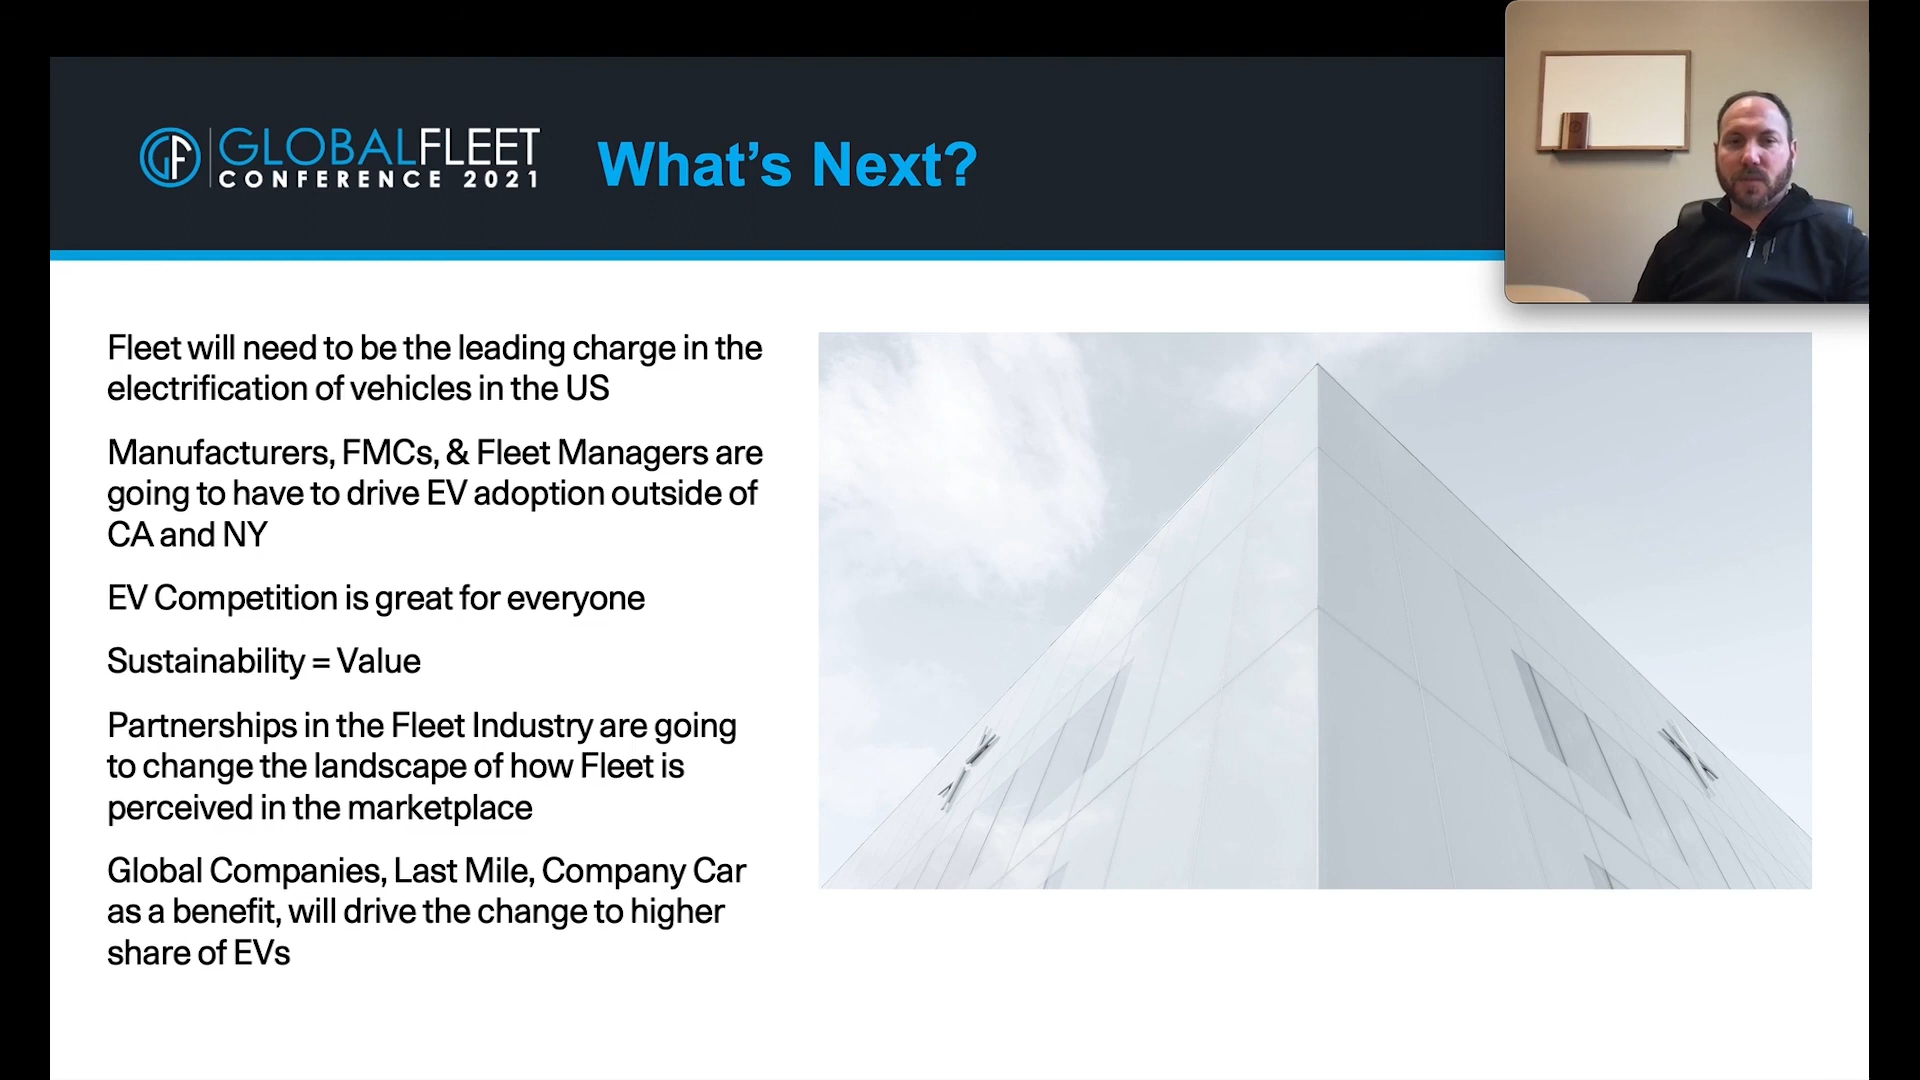 GF GLOBALFLEET
CONFERENCE 2021
What's Next?
Fleet will need to be the leading charge in the
electrification of vehicles in the US
Manufacturers, FMCs, & Fleet Managers are
going to have to drive EV adoption outside of
CA and NY
EV Competition is great for everyone
Sustainability = Value
Partnerships in the Fleet Industry are going
to change the landscape of how Fleet is
perceived in the marketplace
Global Companies, Last Mile, Company Car
as a benefit, will drive the change to higher
share of EVs